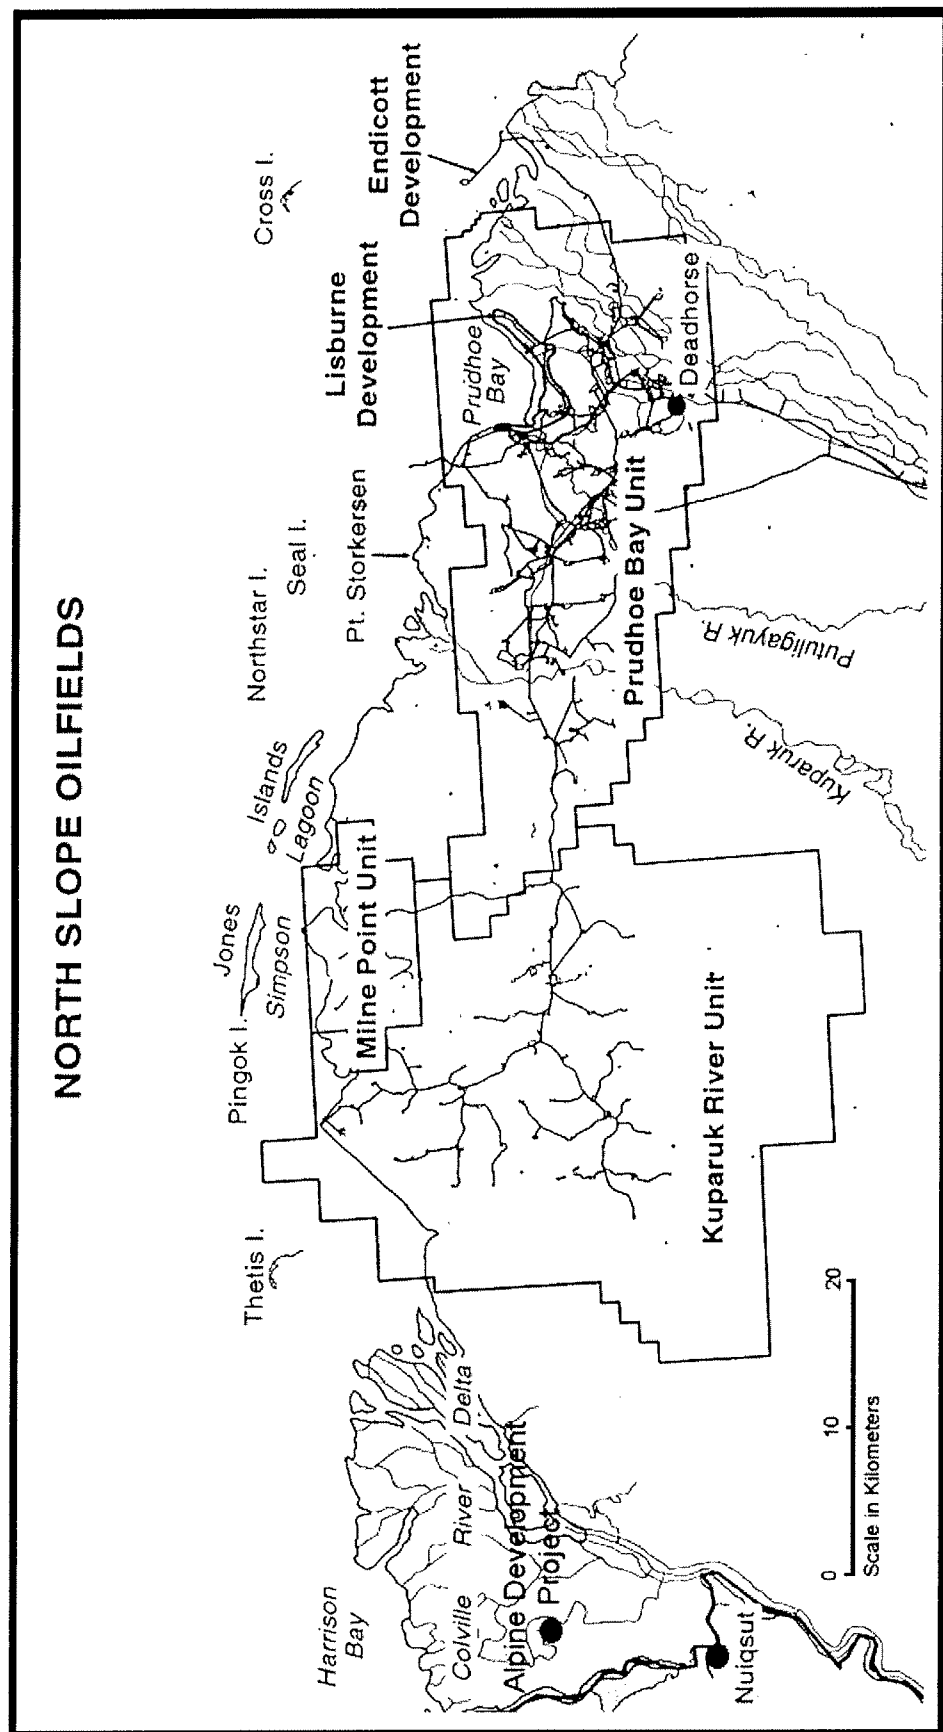 NORTH SLOPE OILFIELDS
Harrison
Bay
Colville River Delta
Alpine Development
Project
Nuiqsut
Thetis I.
Pingok I.
Jones
Islands
Simpson
Lagoon
Milne Point Unit
Kuparuk River Unit
Northstar I.
Seal I.
Pt. Storkersen
Lisburne
Development
Cross I.
Endicott
Development
Prudhoe
Bay
Prudhoe Bay Unit
Deadhorse
Putuligayuk R.
Kuparuk R.
0 10 20
Scale in Kilometers